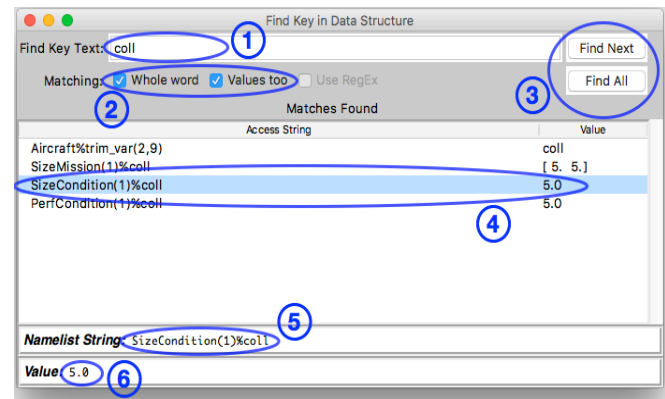 Find Key in Data Structure
Find Key Text: coll 1 Find Next
Matching: Whole word Values too Use RegEx 3 Find All
2 Matches Found
Access String Value
Aircraft%trim_var(2,9) coll
SizeMission(1)%coll [ 5. 5.]
SizeCondition(1)%coll 5.0
PerfCondition(1)%coll 5.0
4
5
Namelist String: SizeCondition(1)%coll
Value: 5.0 6